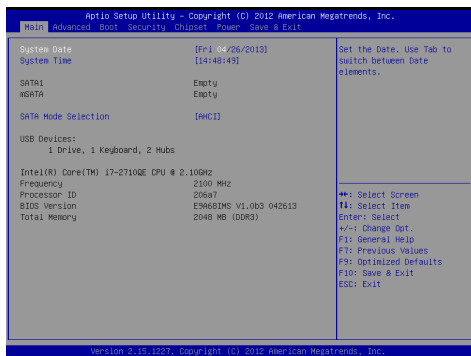 Aptio Setup Utility – Copyright (C) 2012 American Megatrends, Inc.
Main Advanced Boot Security Chipset Power Save & Exit
System Date [Fri 04/26/2013]
System Time [14:48:49]
SATA1 Empty
mSATA Empty
SATA Mode Selection [AHCI]
USB Devices:
1 Drive, 1 Keyboard, 2 Hubs
Intel(R) Core(TM) i7-2710QE CPU @ 2.10GHz
Frequency 2100 MHz
Processor ID 206a7
BIOS Version E9A68IMS V1.0b3 042613
Total Memory 2048 MB (DDR3)
Set the Date. Use Tab to
switch between Date
elements.
→←: Select Screen
↑↓: Select Item
Enter: Select
+/-: Change Opt.
F1: General Help
F7: Previous Values
F9: Optimized Defaults
F10: Save & Exit
ESC: Exit
Version 2.15.1227. Copyright (C) 2012 American Megatrends, Inc.